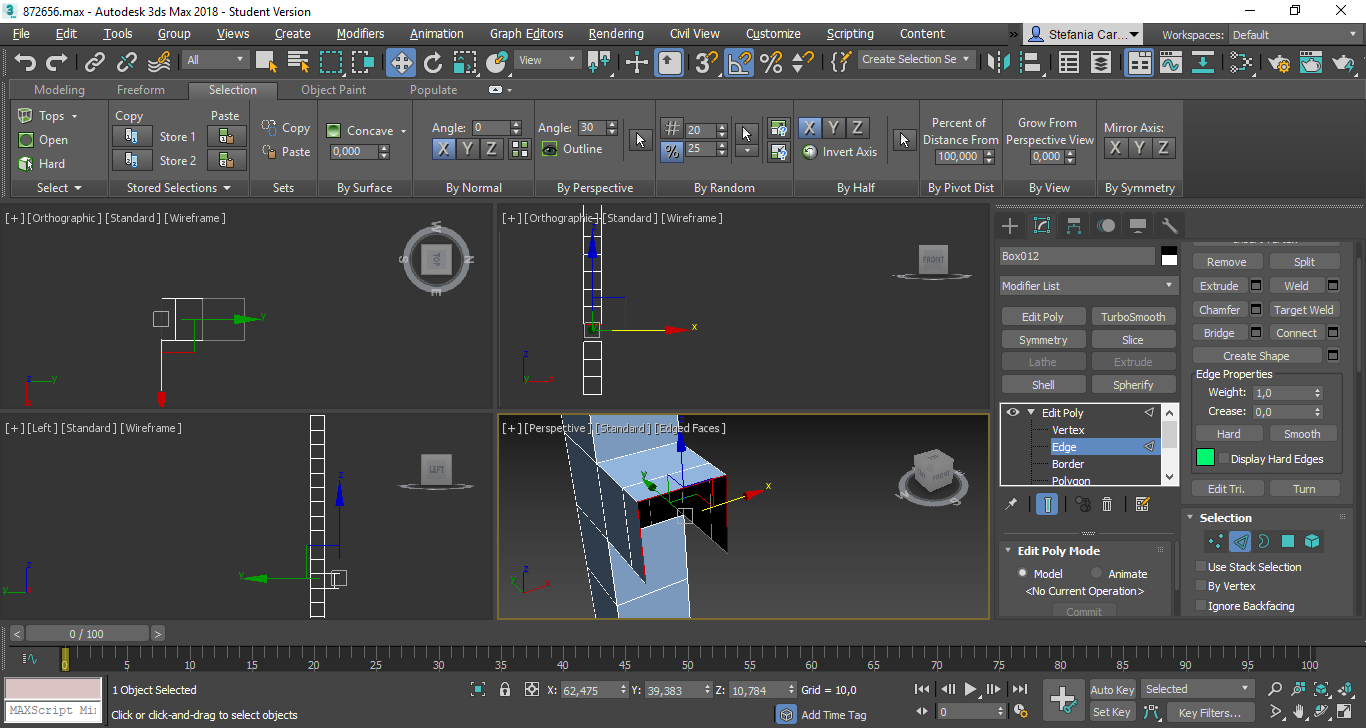 872656.max - Autodesk 3ds Max 2018 - Student Version
File Edit Tools Group Views Create Modifiers Animation Graph Editors Rendering Civil View Customize Scripting Content » Stefania Car... Workspaces: Default
All View Create Selection Se
Modeling Freeform Selection Object Paint Populate
Tops Copy Paste
Open Store 1
Hard Store 2
Copy
Paste
Concave
0,000
Angle: 0
X Y Z
Angle: 30
Outline
20
% 25
X Y Z
Invert Axis
Percent of
Distance From
100,000
Grow From
Perspective View
0,000
Mirror Axis:
X Y Z
Select Stored Selections Sets By Surface By Normal By Perspective By Random By Half By Pivot Dist By View By Symmetry
[+] [Orthographic] [Standard] [Wireframe]
W
S TOP N
E
y
z y
[+] [Orthographic] [Standard] [Wireframe]
FRONT
z
x
z
y x
[+] [Left] [Standard] [Wireframe]
LEFT
z
y
z
y
[+] [Perspective] [Standard] [Edged Faces]
y x
z
y x
Box012
Modifier List
Edit Poly TurboSmooth
Symmetry Slice
Lathe Extrude
Shell Spherify
Edit Poly
Vertex
Edge
Border
Polygon
Edit Poly Mode
Model Animate
<No Current Operation>
Commit
Remove Split
Extrude Weld
Chamfer Target Weld
Bridge Connect
Create Shape
Edge Properties
Weight: 1,0
Crease: 0,0
Hard Smooth
Display Hard Edges
Edit Tri. Turn
Selection
Use Stack Selection
By Vertex
Ignore Backfacing
< 0 / 100 >
0 5 10 15 20 25 30 35 40 45 50 55 60 65 70 75 80 85 90 95 100
1 Object Selected X: 62,475 Y: 39,383 Z: 10,784 Grid = 10,0 Auto Key Selected
MAXScript Mi Click or click-and-drag to select objects Add Time Tag 0 Set Key Key Filters...